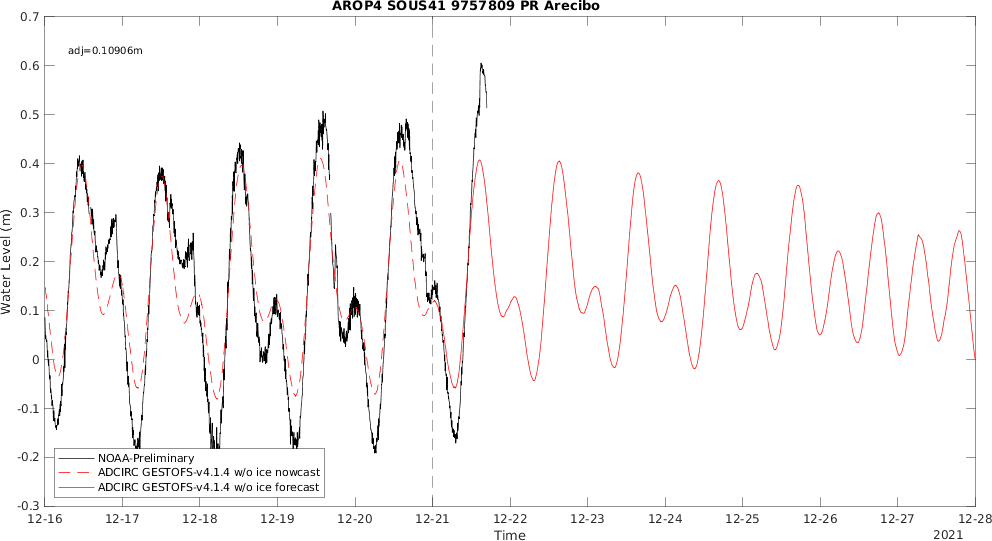 AROP4 SOUS41 9757809 PR Arecibo
adj=0.10906m
0.7
0.6
0.5
0.4
0.3
0.2
0.1
0
-0.1
-0.2
-0.3
Water Level (m)
NOAA-Preliminary
ADCIRC GESTOFS-v4.1.4 w/o ice nowcast
ADCIRC GESTOFS-v4.1.4 w/o ice forecast
12-16 12-17 12-18 12-19 12-20 12-21 12-22 12-23 12-24 12-25 12-26 12-27 12-28
Time
2021